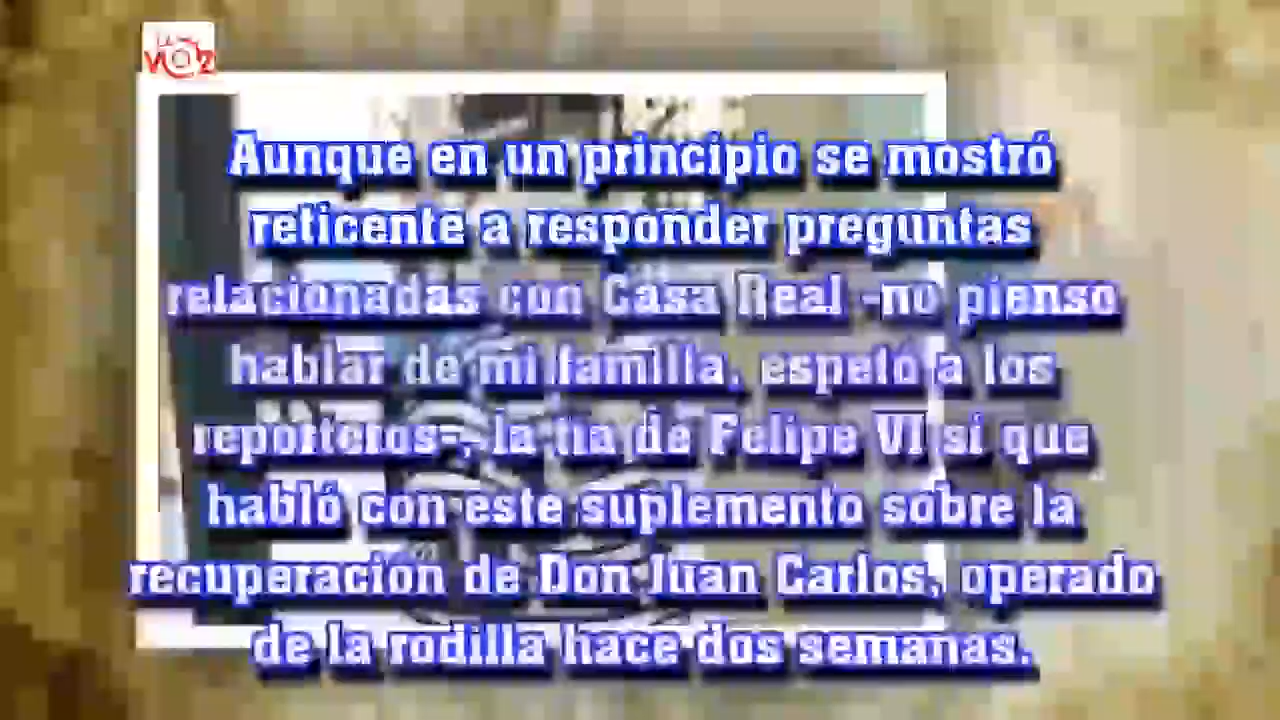 Aunque en un principio se mostró
reticente a responder preguntas
relacionadas con Casa Real -no pienso
hablar de mi familia, espetó a los
reporteros-, la tía de Felipe VI sí que
habló con este suplemento sobre la
recuperación de Don Juan Carlos, operado
de la rodilla hace dos semanas.